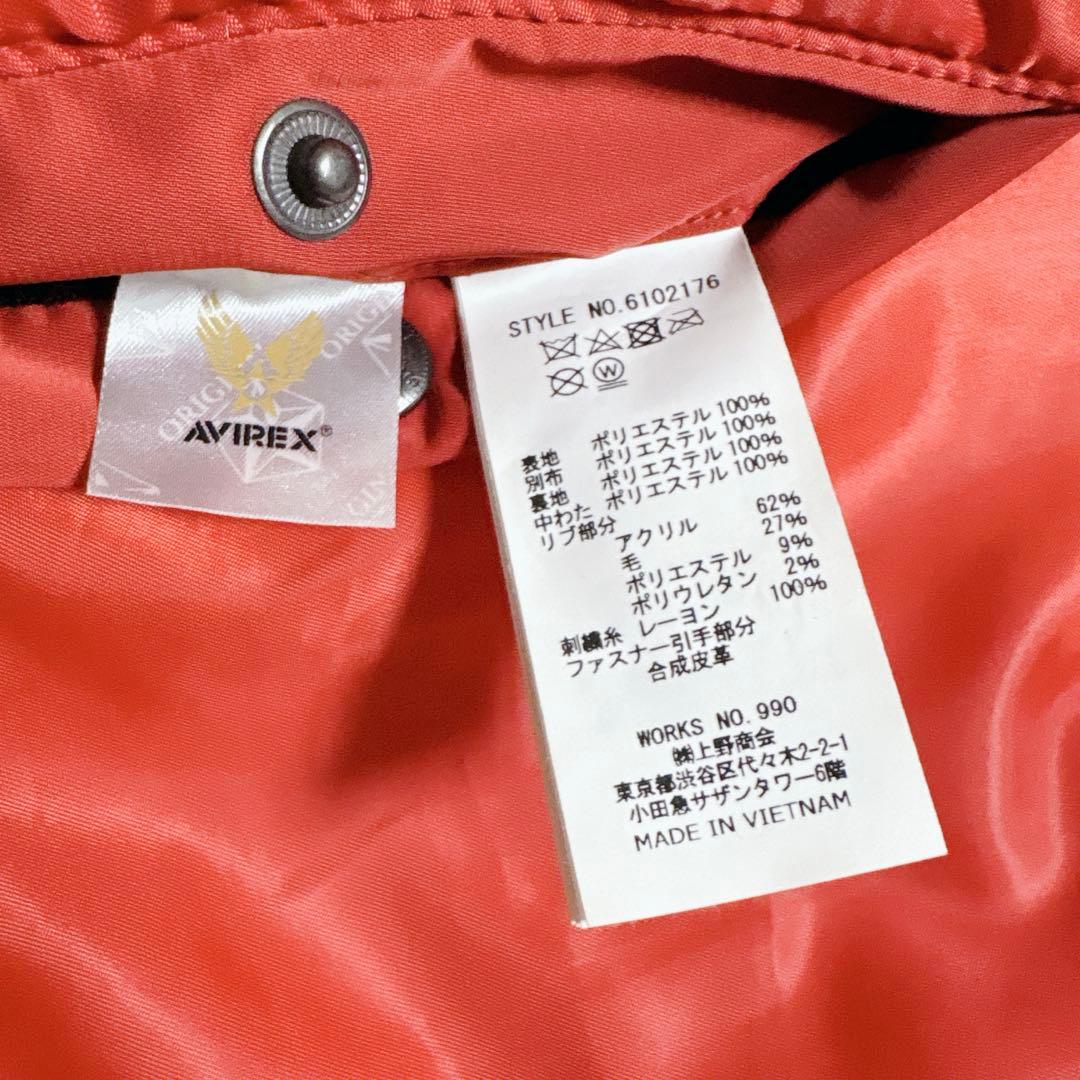 ORIGI
ORIGI
AVIREX®
GIN
STYLE NO.6102176
W
表地 ポリエステル 100%
別布 ポリエステル 100%
裏地 ポリエステル 100%
中わた ポリエステル 100%
リブ部分
アクリル 62%
毛 27%
ポリエステル 9%
ポリウレタン 2%
刺繍糸 レーヨン 100%
ファスナー引手部分
合成皮革
WORKS NO.990
㈱上野商会
東京都渋谷区代々木2-2-1
小田急サザンタワー6階
MADE IN VIETNAM